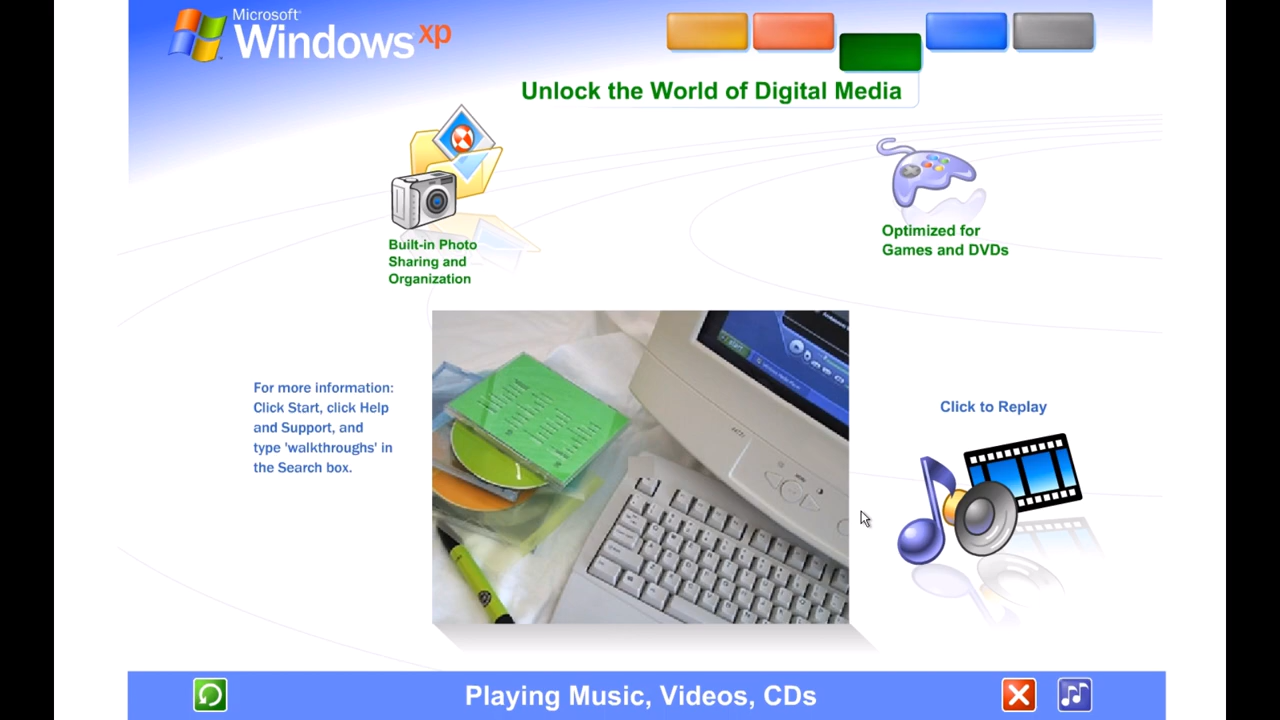 Microsoft®
Windows xp
Unlock the World of Digital Media
Built-in Photo
Sharing and
Organization
Optimized for
Games and DVDs
For more information:
Click Start, click Help
and Support, and
type 'walkthroughs' in
the Search box.
Click to Replay
Playing Music, Videos, CDs